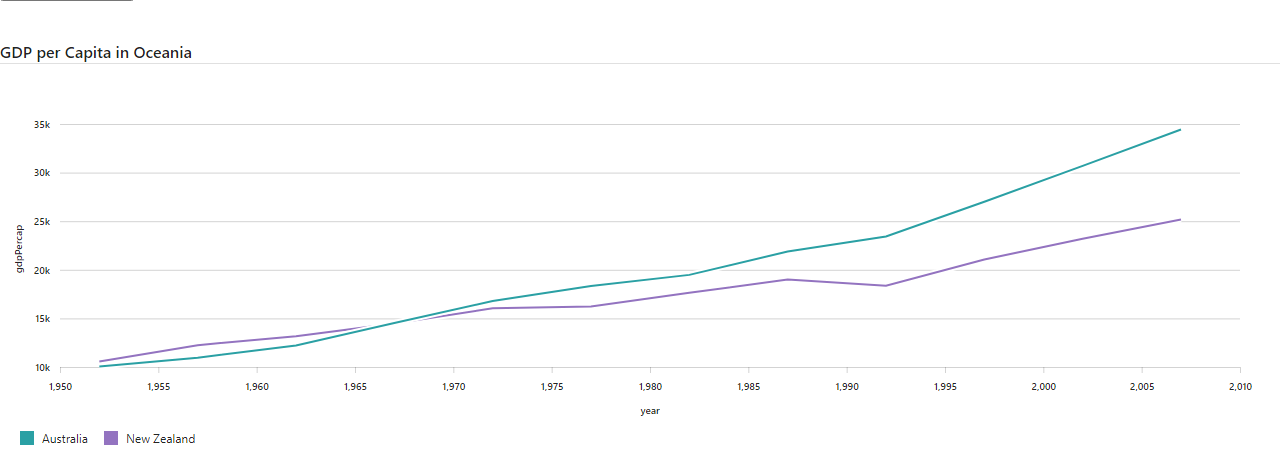 GDP per Capita in Oceania
35k
30k
25k
20k
15k
10k
gdpPercap
1,950 1,955 1,960 1,965 1,970 1,975 1,980 1,985 1,990 1,995 2,000 2,005 2,010
year
Australia New Zealand